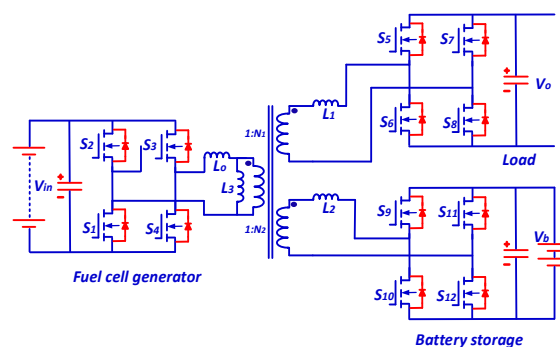 S5
S7
L1
S6
S8
Vo
1:N1
Load
S2
S3
Lo
L3
Vin
S1
S4
1:N2
L2
S9
S11
Vb
S10
S12
Fuel cell generator
Battery storage
+
-
+
-
+
-
+
-
+
-